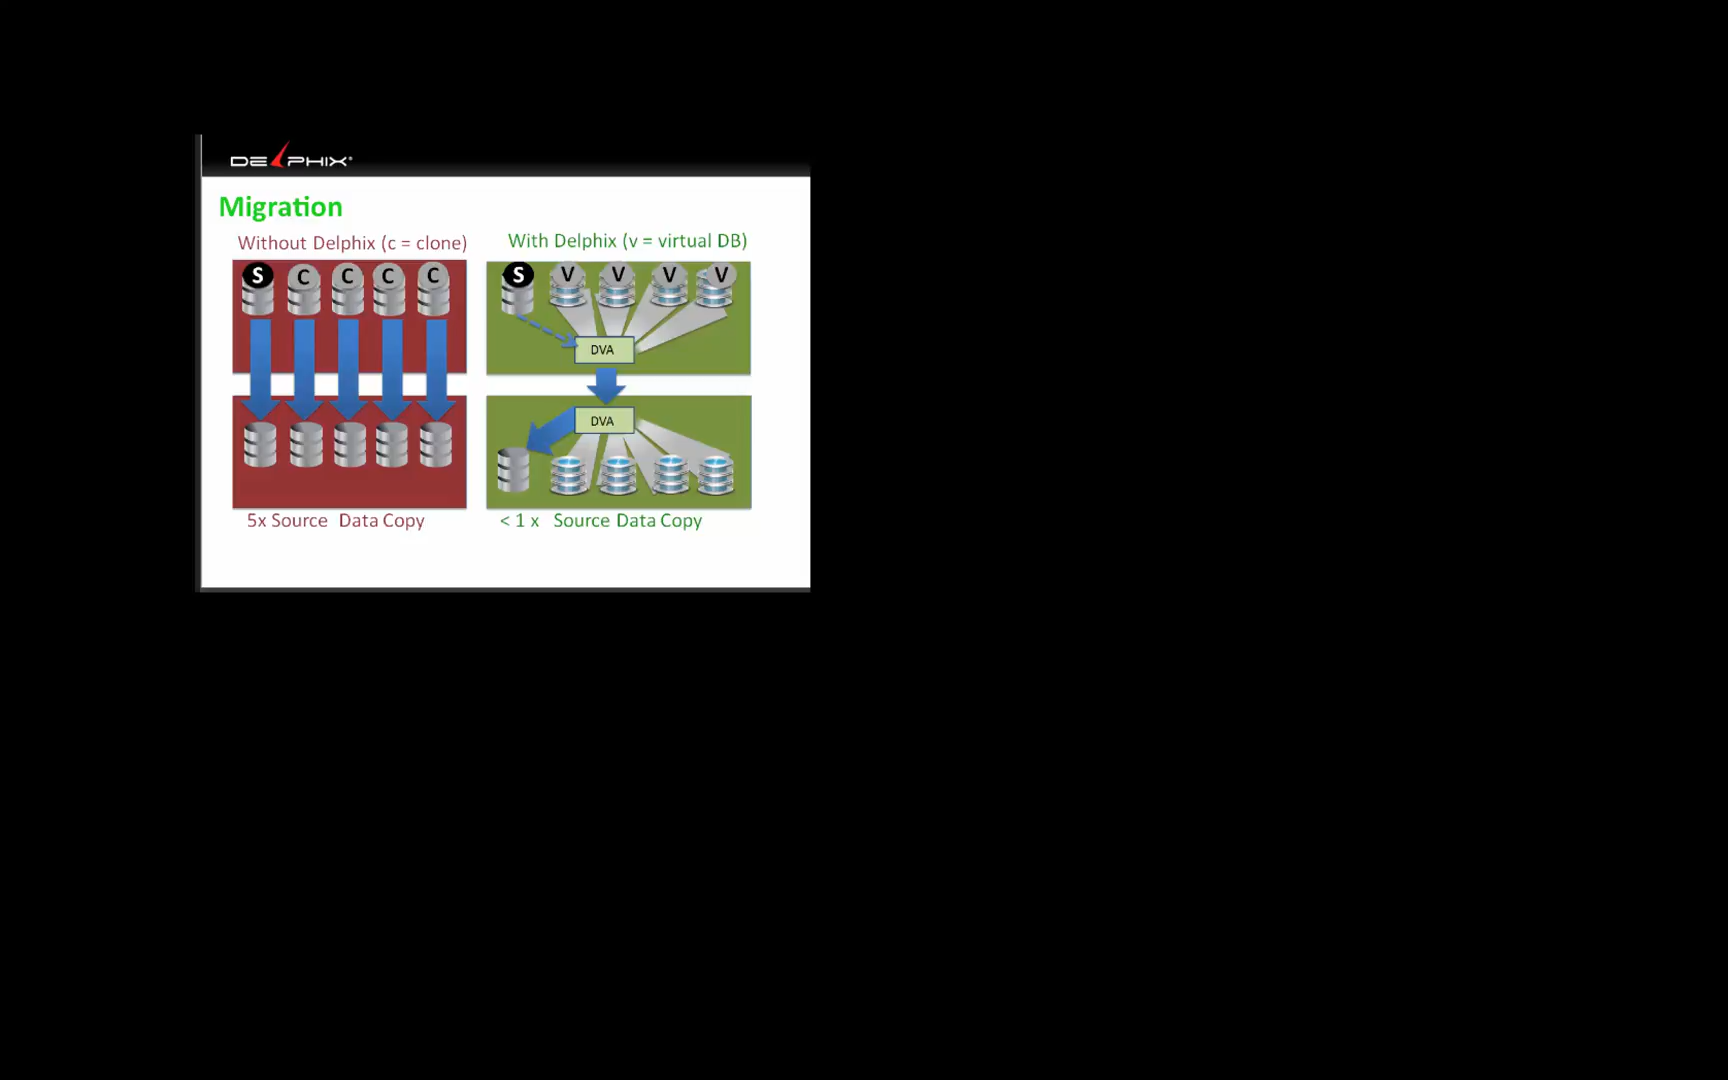 DELPHIX®
Migration
Without Delphix (c = clone)
S C C C C
5x Source Data Copy
With Delphix (v = virtual DB)
S V V V V
DVA
DVA
< 1 x Source Data Copy